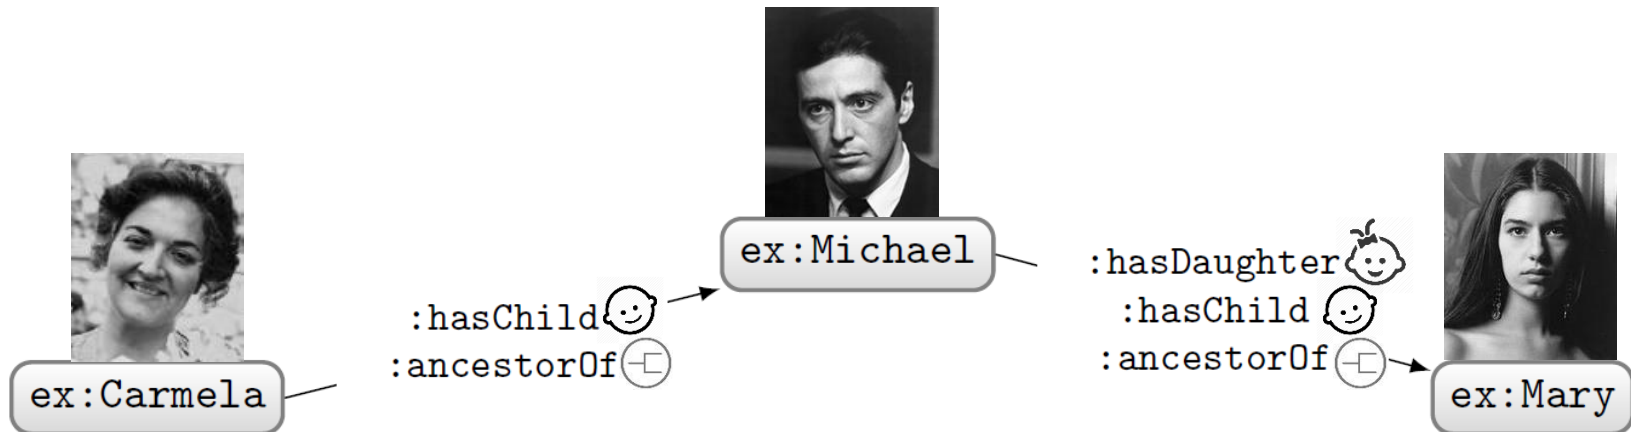 ex:Carmela
:hasChild
:ancestorOf
ex:Michael
:hasDaughter
:hasChild
:ancestorOf
ex:Mary